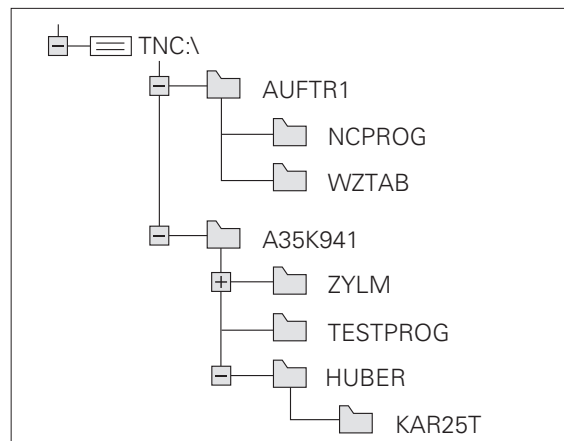 TNC:\
AUFTR1
NCPROG
WZTAB
A35K941
ZYLM
TESTPROG
HUBER
KAR25T